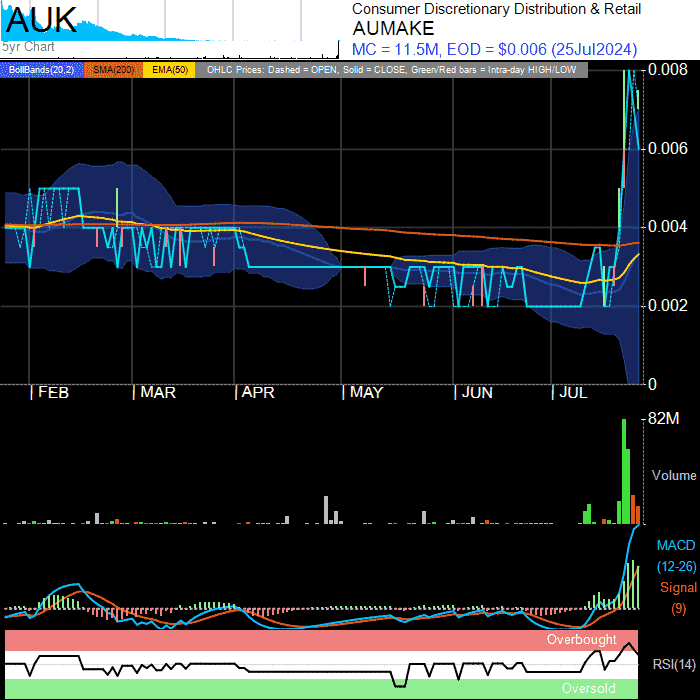 AUK
5yr Chart
Consumer Discretionary Distribution & Retail
AUMAKE
MC = 11.5M, EOD = $0.006 (25Jul2024)
BollBands(20,2) SMA(200) EMA(50) OHLC Prices: Dashed = OPEN, Solid = CLOSE, Green/Red bars = Intra-day HIGH/LOW
0.008
0.006
0.004
0.002
0
| FEB | MAR | APR | MAY | JUN | JUL
82M
Volume
MACD
(12-26)
Signal
(9)
Overbought
RSI(14)
Oversold